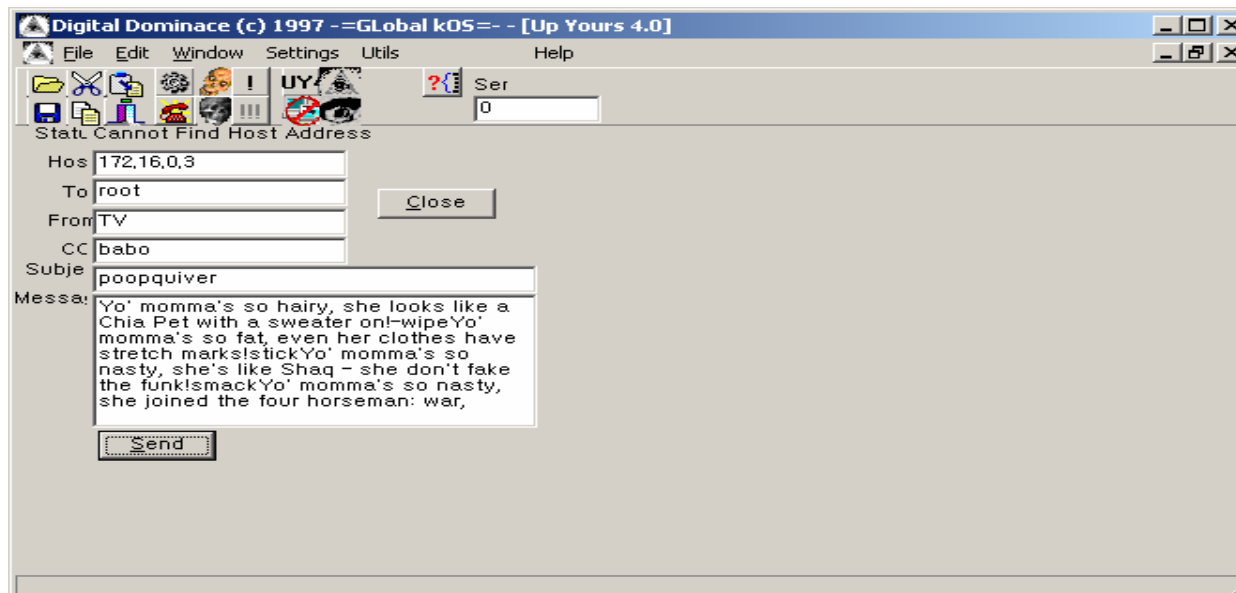 Digital Dominace (c) 1997 -=GLobal kOS=- - [Up Yours 4.0]
File Edit Window Settings Utils Help
! UY ?{ Ser
!!! 0
Statu Cannot Find Host Address
Hos 172,16,0,3
To root
Close
From TV
CC babo
Subje poopquiver
Messa: Yo' momma's so hairy, she looks like a
Chia Pet with a sweater on!-wipeYo'
momma's so fat, even her clothes have
stretch marks!stickYo' momma's so
nasty, she's like Shaq - she don't fake
the funk!smackYo' momma's so nasty,
she joined the four horseman: war,
Send